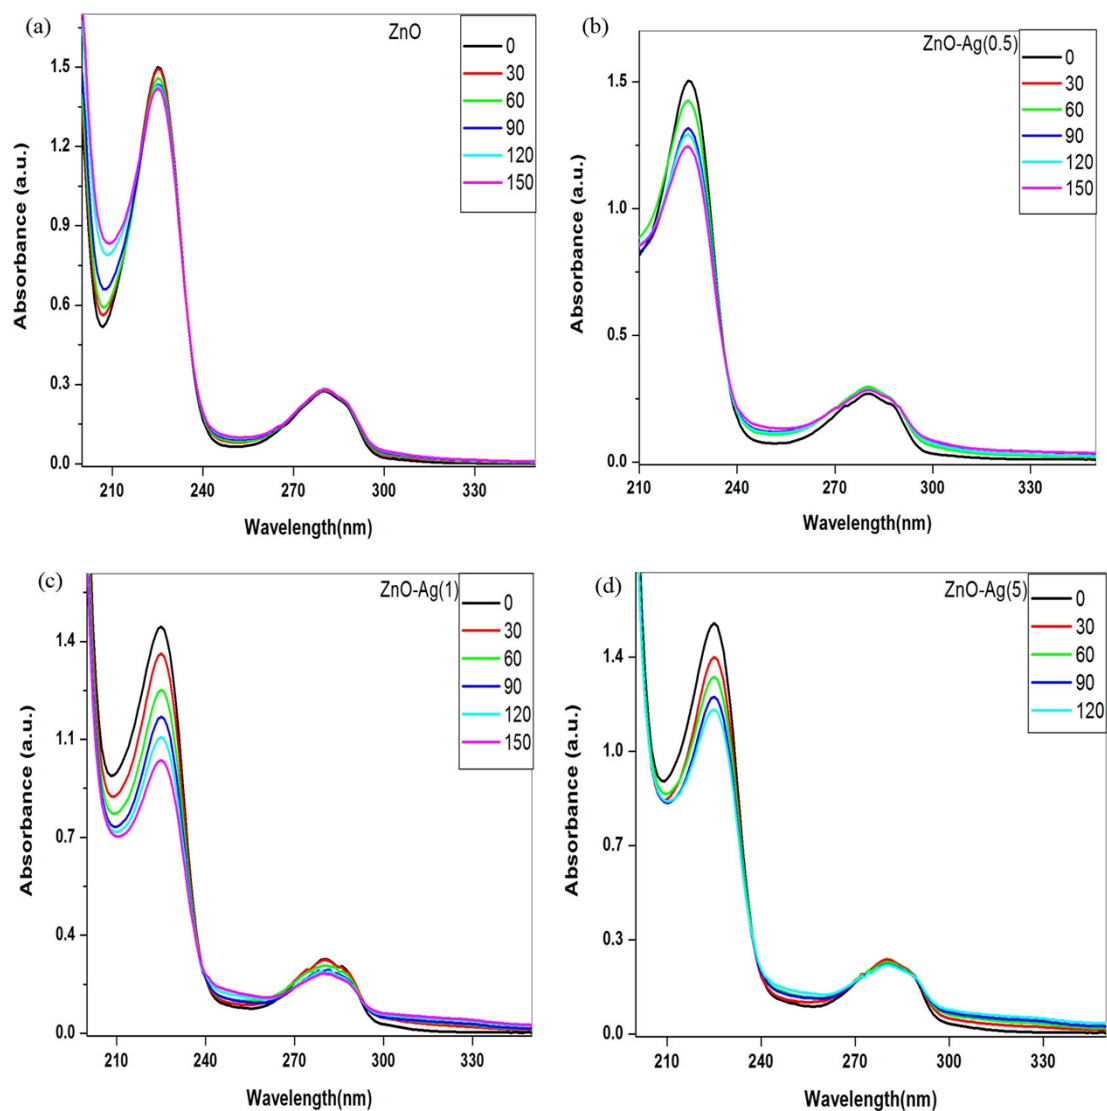 (a)
ZnO
0
30
60
90
120
150
1.5
1.2
0.9
0.6
0.3
0.0
Absorbance (a.u.)
210 240 270 300 330
Wavelength(nm)
(b)
ZnO-Ag(0.5)
0
30
60
90
120
150
1.5
1.0
0.5
0.0
Absorbance (a.u.)
210 240 270 300 330
Wavelength(nm)
(c)
ZnO-Ag(1)
0
30
60
90
120
150
1.4
1.1
0.7
0.4
0.0
Absorbance (a.u.)
210 240 270 300 330
Wavelength(nm)
(d)
ZnO-Ag(5)
0
30
60
90
120
1.4
1.0
0.7
0.3
0.0
Absorbance (a.u.)
210 240 270 300 330
Wavelength(nm)